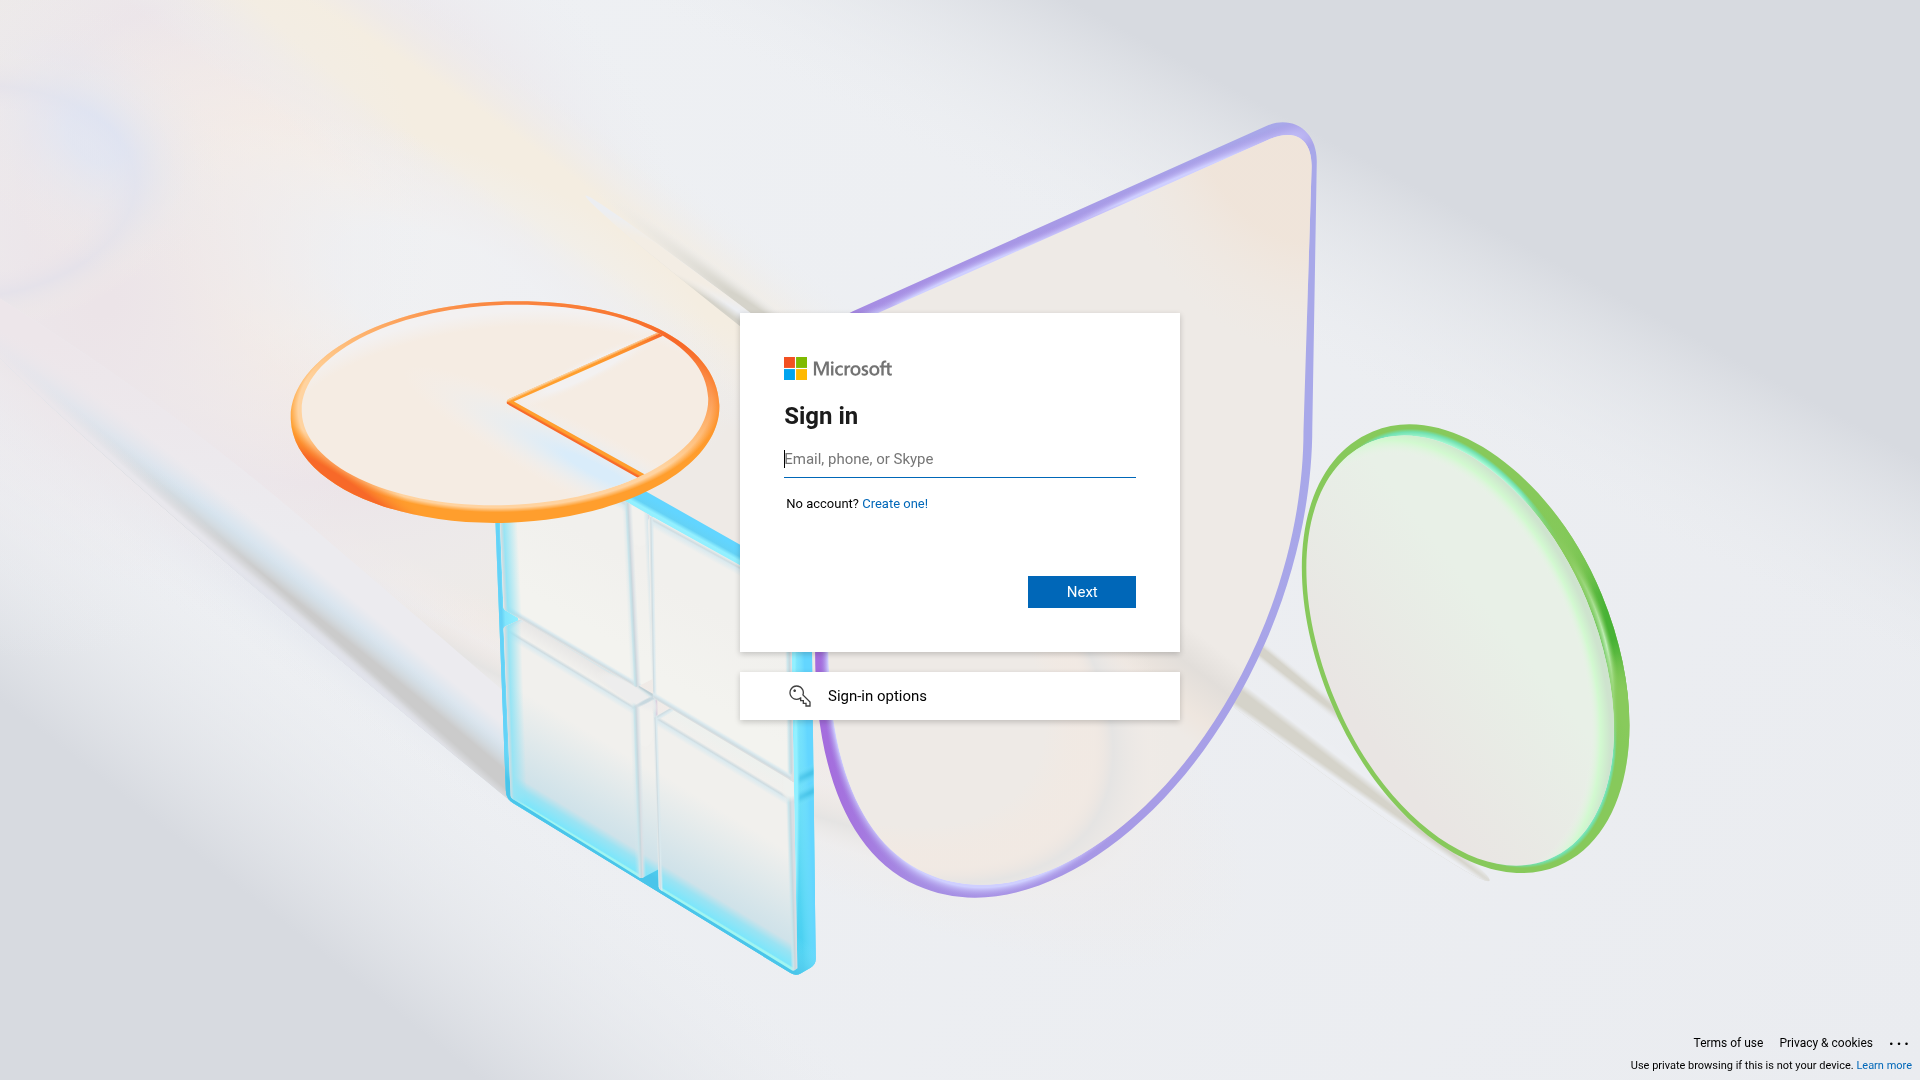 Microsoft
Sign in
Email, phone, or Skype
No account? Create one!
Next
Sign-in options
Terms of use Privacy & cookies ...
Use private browsing if this is not your device. Learn more